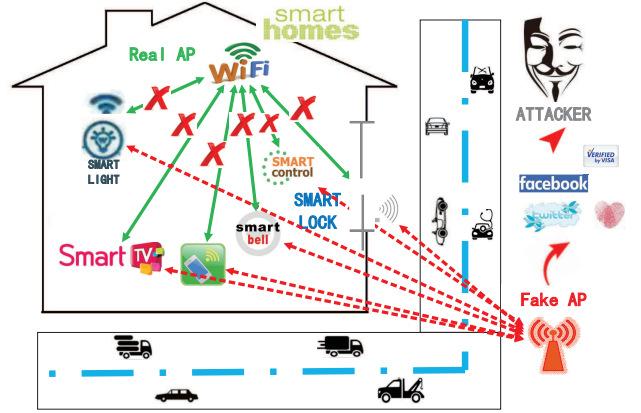 smart
homes
Real AP
WiFi
ATTACKER
SMART
LIGHT
SMART
control
VERIFIED
by VISA
facebook
SMART
LOCK
twitter
smart
bell
Smart TV
Fake AP